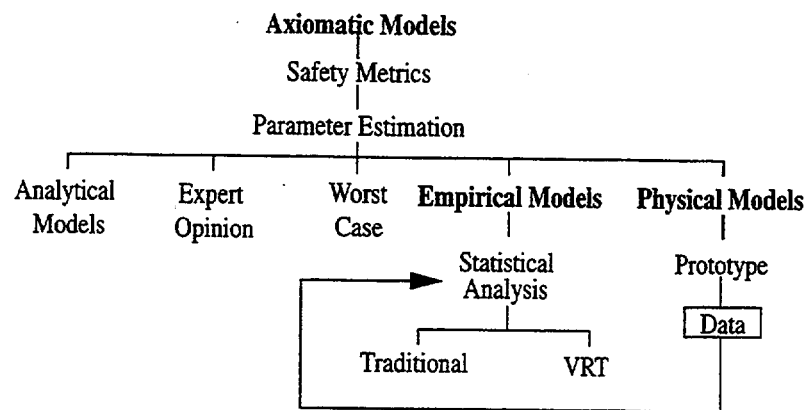 Axiomatic Models
Safety Metrics
Parameter Estimation
Analytical
Models
Expert
Opinion
Worst
Case
Empirical Models
Physical Models
Statistical
Analysis
Prototype
Data
Traditional
VRT